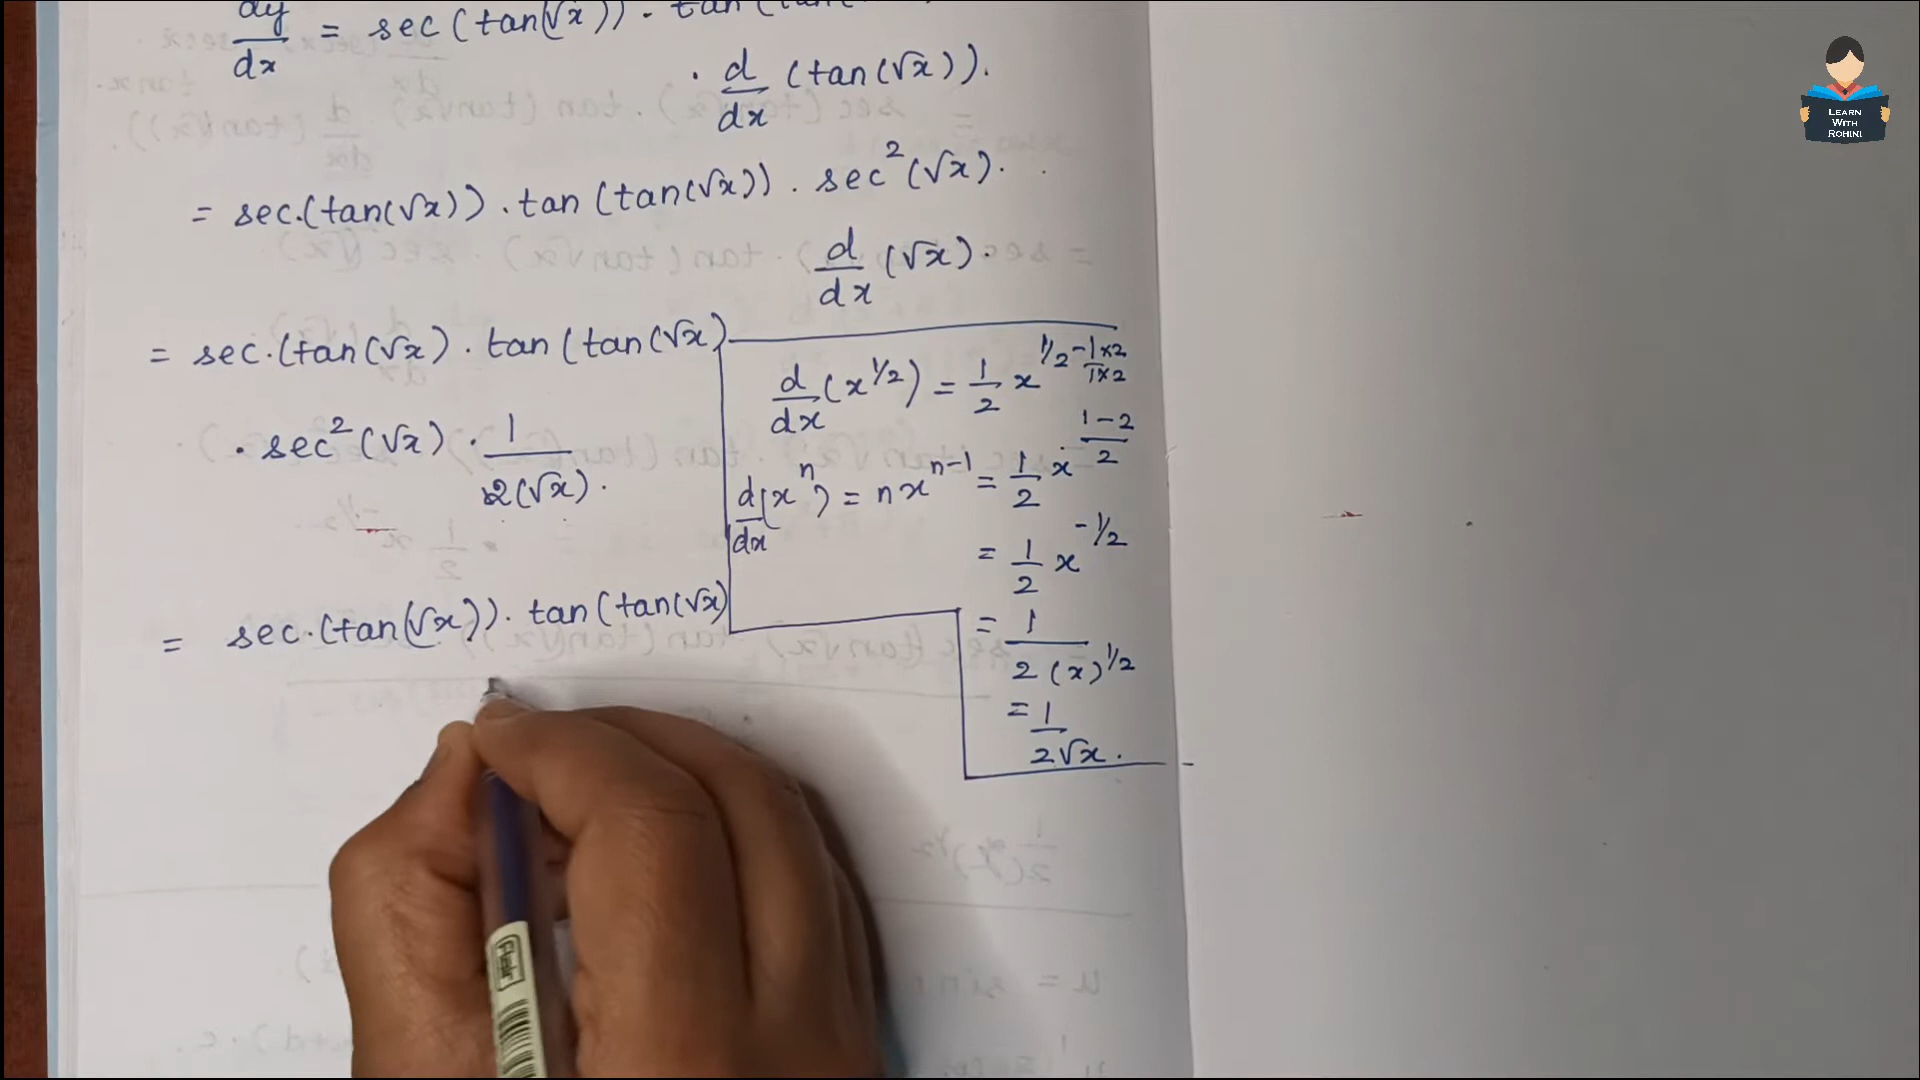 dy/dx = sec (tan(√x)) . tan (tan
. d/dx (tan(√x)).
= sec.(tan(√x)) . tan (tan(√x)) . sec²(√x).
d/dx (√x).
= sec.(tan(√x) . tan (tan(√x)
. sec²(√x) . 1/2(√x).
= sec.(tan(√x)). tan(tan(√x)
d/dx (x^1/2) = 1/2 x^1/2 - 1×2/1×2
d/dx (x^n) = nx^n-1 = 1/2 x^1-2/2
= 1/2 x^-1/2
= 1/2(x)^1/2
= 1/2√x.
LEARN
WITH
ROHINI
Flair